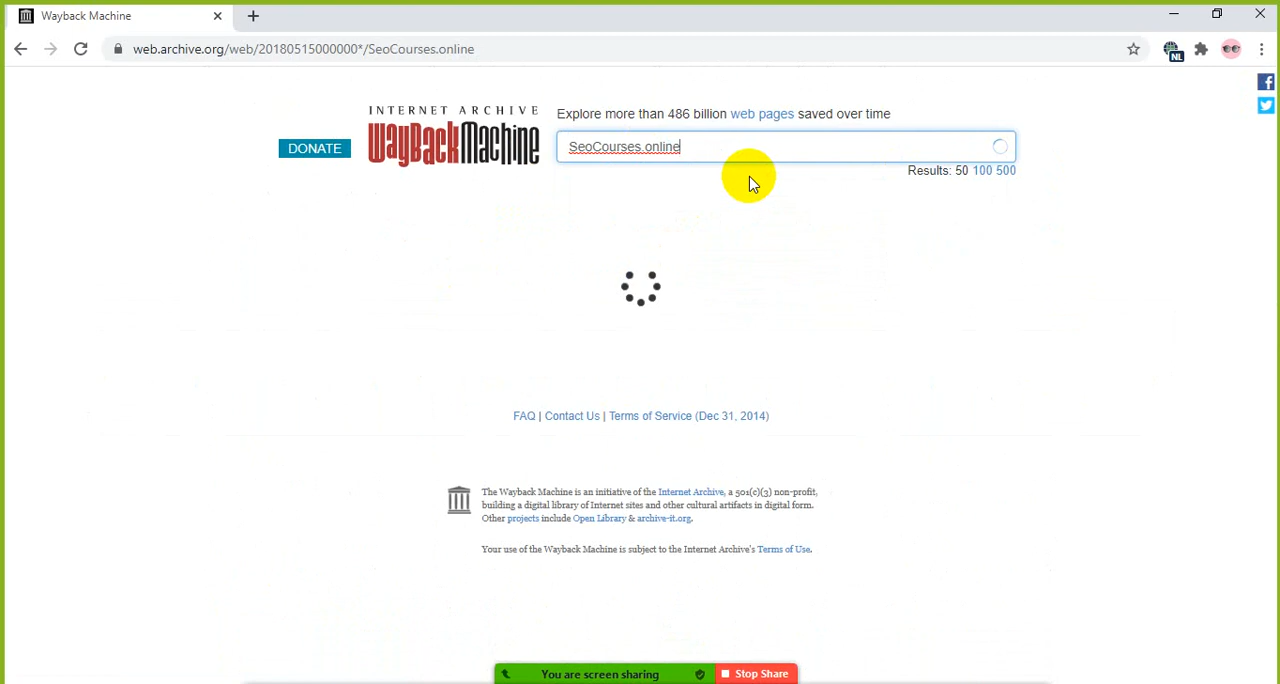 Wayback Machine
web.archive.org/web/20180515000000*/SeoCourses.online
NL
INTERNET ARCHIVE
WayBackMachine
DONATE
Explore more than 486 billion web pages saved over time
SeoCourses.online
Results: 50 100 500
FAQ | Contact Us | Terms of Service (Dec 31, 2014)
The Wayback Machine is an initiative of the Internet Archive, a 501(c)(3) non-profit,
building a digital library of Internet sites and other cultural artifacts in digital form.
Other projects include Open Library & archive-it.org.
Your use of the Wayback Machine is subject to the Internet Archive's Terms of Use.
You are screen sharing
Stop Share